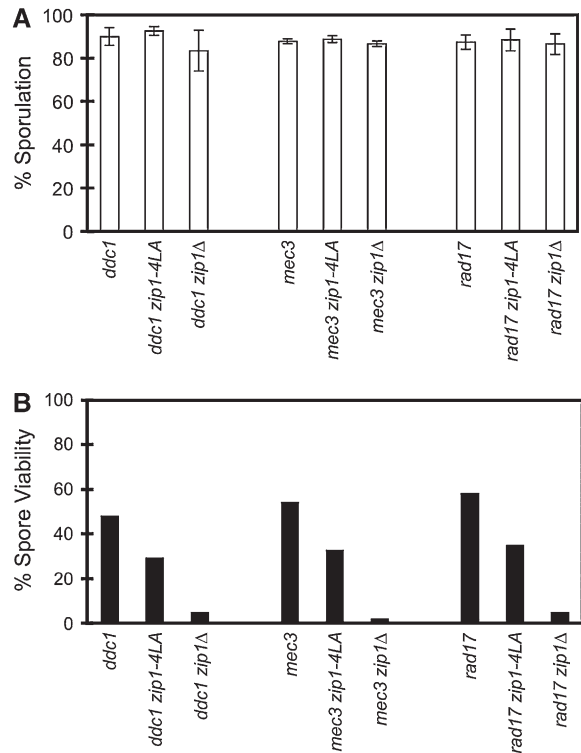 A
% Sporulation
100
80
60
40
20
0
ddc1
ddc1 zip1-4LA
ddc1 zip1Δ
mec3
mec3 zip1-4LA
mec3 zip1Δ
rad17
rad17 zip1-4LA
rad17 zip1Δ
B
% Spore Viability
100
80
60
40
20
0
ddc1
ddc1 zip1-4LA
ddc1 zip1Δ
mec3
mec3 zip1-4LA
mec3 zip1Δ
rad17
rad17 zip1-4LA
rad17 zip1Δ